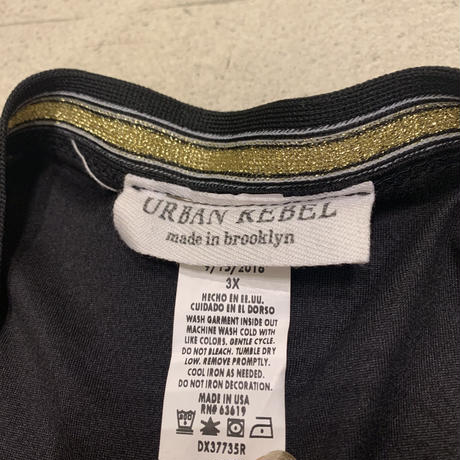 URBAN REBEL
made in brooklyn
9/13/2016
3X
HECHO EN EE.UU.
CUIDADO EN EL DORSO
WASH GARMENT INSIDE OUT
MACHINE WASH COLD WITH
LIKE COLORS. GENTLE CYCLE.
DO NOT BLEACH. TUMBLE DRY
LOW. REMOVE PROMPTLY.
COOL IRON AS NEEDED.
DO NOT IRON DECORATION.
MADE IN USA
RN# 63619
DX37735R